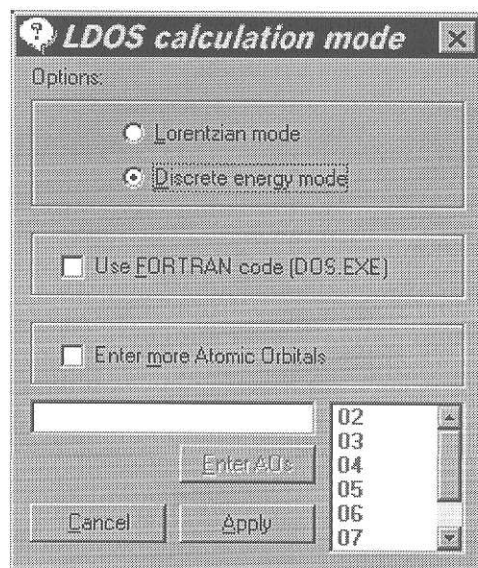 LDOS calculation mode
Options:
Lorentzian mode
Discrete energy mode
Use FORTRAN code (DOS.EXE)
Enter more Atomic Orbitals
02
03
04
05
06
07
Enter AOs
Cancel
Apply